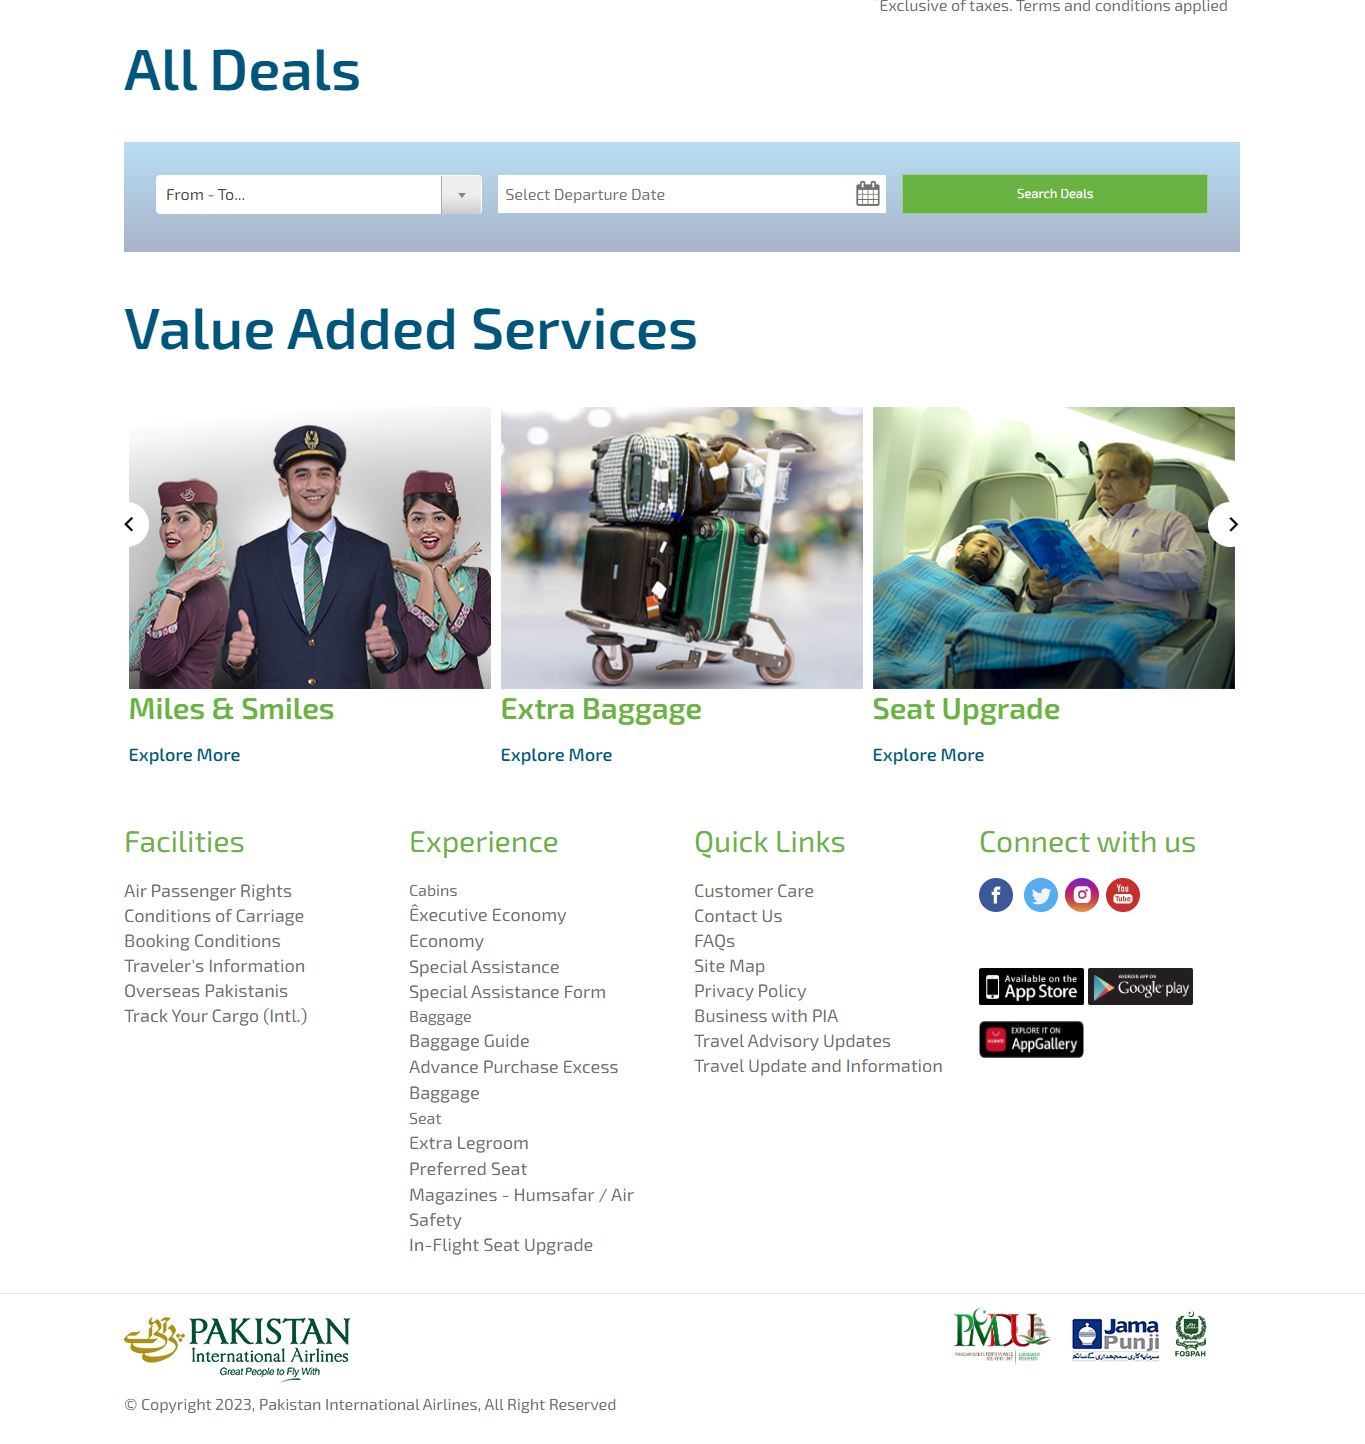 Exclusive of taxes. Terms and conditions applied
All Deals
From - To...
Select Departure Date
Search Deals
Value Added Services
Miles & Smiles
Explore More
Extra Baggage
Explore More
Seat Upgrade
Explore More
Facilities
Air Passenger Rights
Conditions of Carriage
Booking Conditions
Traveler's Information
Overseas Pakistanis
Track Your Cargo (Intl.)
Experience
Cabins
Êxecutive Economy
Economy
Special Assistance
Special Assistance Form
Baggage
Baggage Guide
Advance Purchase Excess
Baggage
Seat
Extra Legroom
Preferred Seat
Magazines - Humsafar / Air
Safety
In-Flight Seat Upgrade
Quick Links
Customer Care
Contact Us
FAQs
Site Map
Privacy Policy
Business with PIA
Travel Advisory Updates
Travel Update and Information
Connect with us
You
Tube
Available on the
App Store
ANDROID APP ON
Google play
HUAWEI
EXPLORE IT ON
AppGallery
PAKISTAN
International Airlines
Great People to Fly With
PMDU
Jama
Punji
سرمایہ کاری سمجھداری کے ساتھ
FOSPAH
© Copyright 2023, Pakistan International Airlines, All Right Reserved